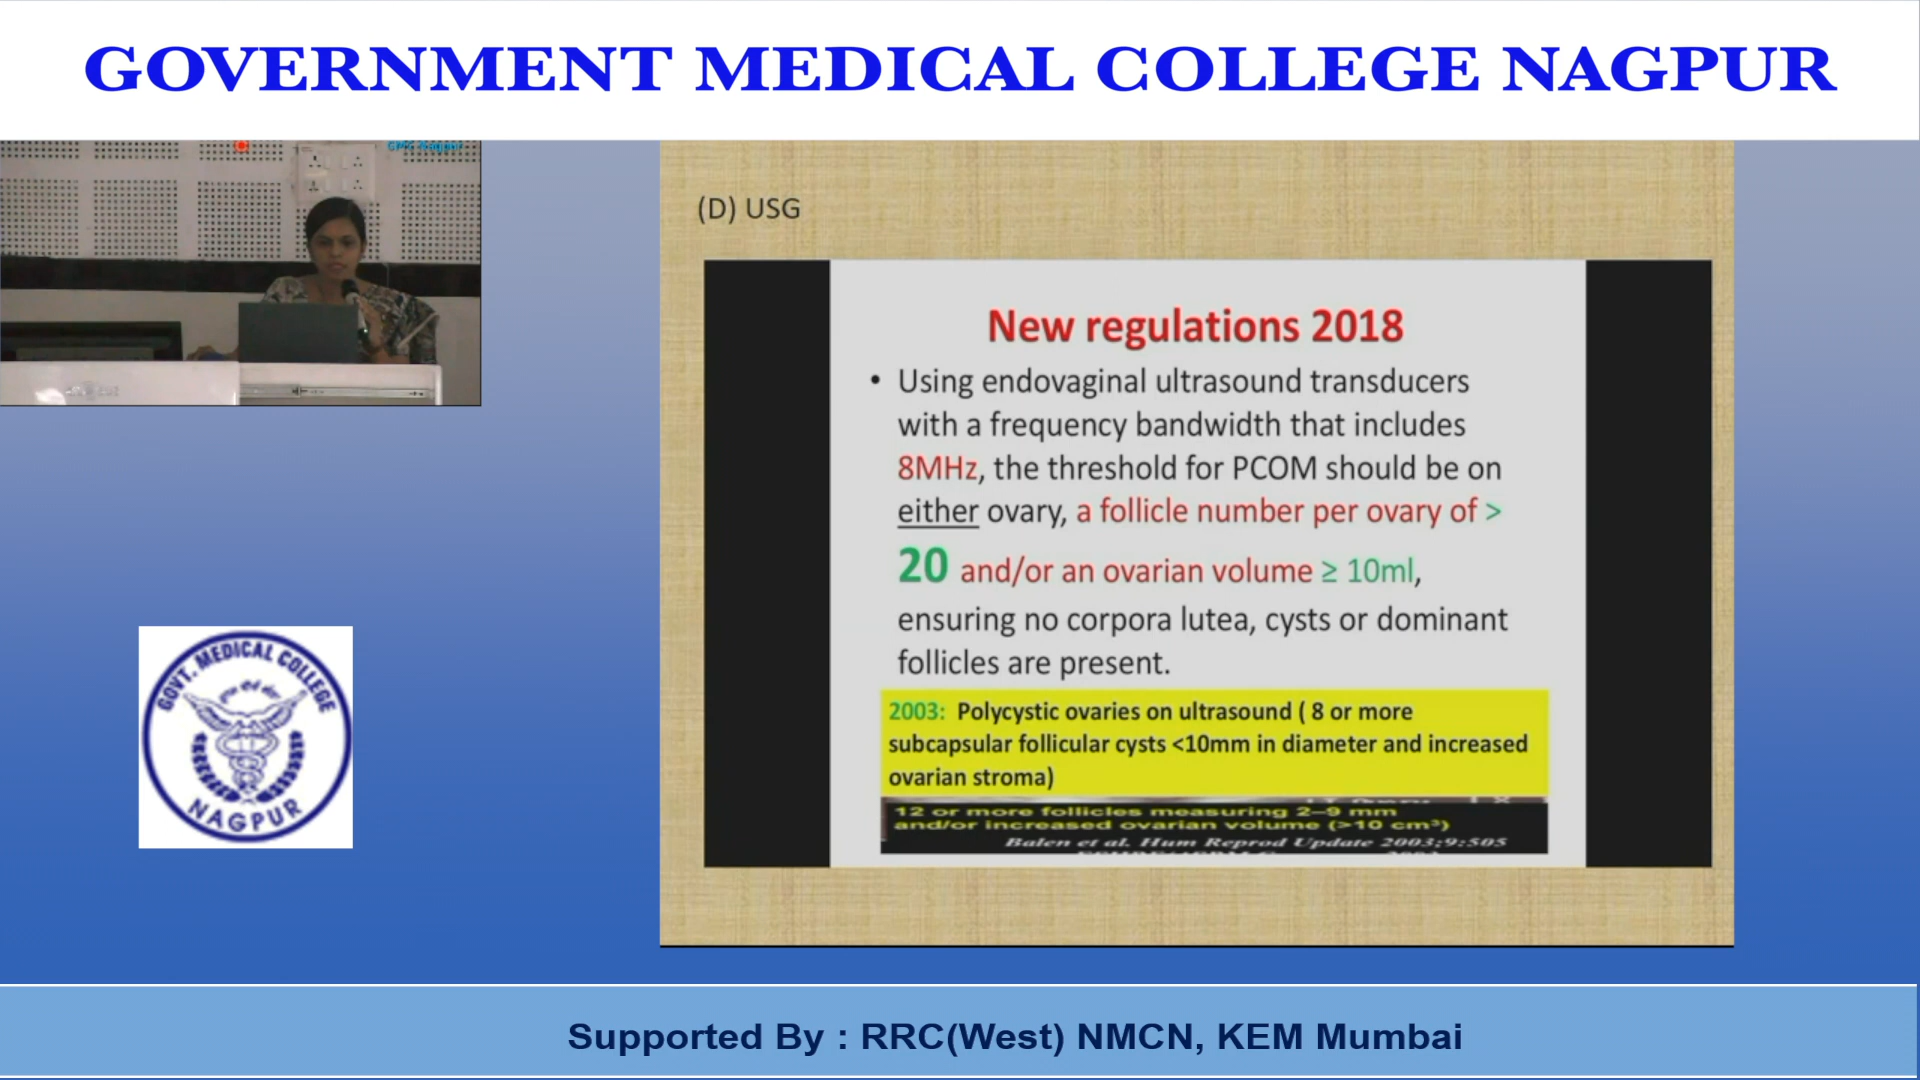 GOVERNMENT MEDICAL COLLEGE NAGPUR
GMC Nagpur
(D) USG
New regulations 2018
• Using endovaginal ultrasound transducers
with a frequency bandwidth that includes
8MHz, the threshold for PCOM should be on
either ovary, a follicle number per ovary of >
20 and/or an ovarian volume ≥ 10ml,
ensuring no corpora lutea, cysts or dominant
follicles are present.
2003: Polycystic ovaries on ultrasound ( 8 or more
subcapsular follicular cysts <10mm in diameter and increased
ovarian stroma)
12 or more follicles measuring 2–9 mm
and/or increased ovarian volume (>10 cm³)
Balen et al. Hum Reprod Update 2003;9:505
GOVT. MEDICAL COLLEGE
NAGPUR
Supported By : RRC(West) NMCN, KEM Mumbai